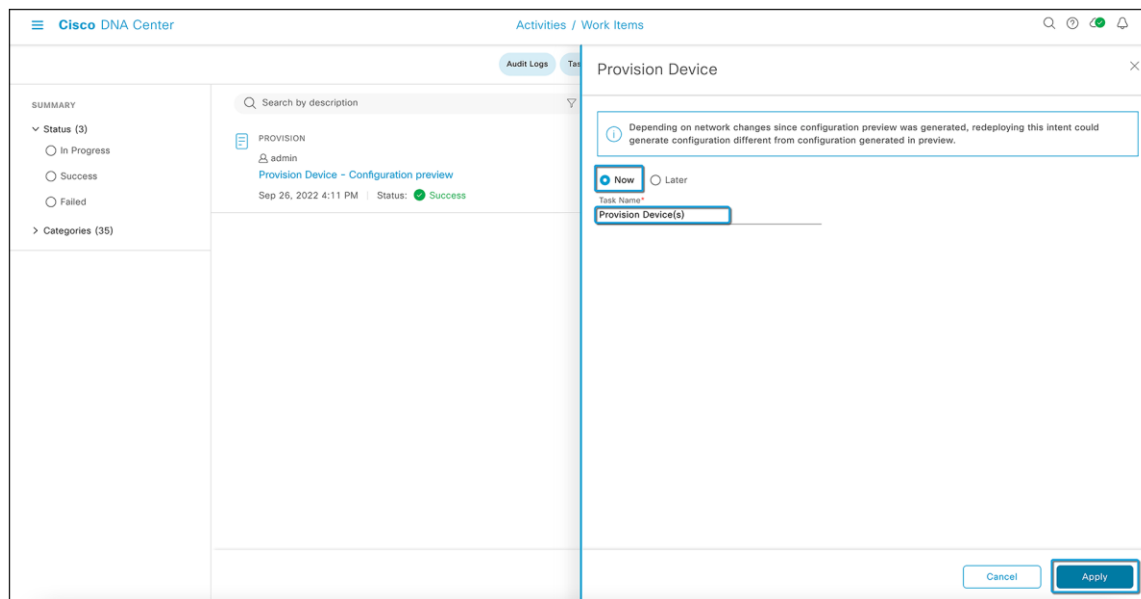 Cisco DNA Center
Activities / Work Items
Audit Logs
Tas
SUMMARY
Status (3)
In Progress
Success
Failed
Categories (35)
Search by description
PROVISION
admin
Provision Device - Configuration preview
Sep 26, 2022 4:11 PM | Status: Success
Provision Device
Depending on network changes since configuration preview was generated, redeploying this intent could
generate configuration different from configuration generated in preview.
Now Later
Task Name*
Provision Device(s)
Cancel Apply